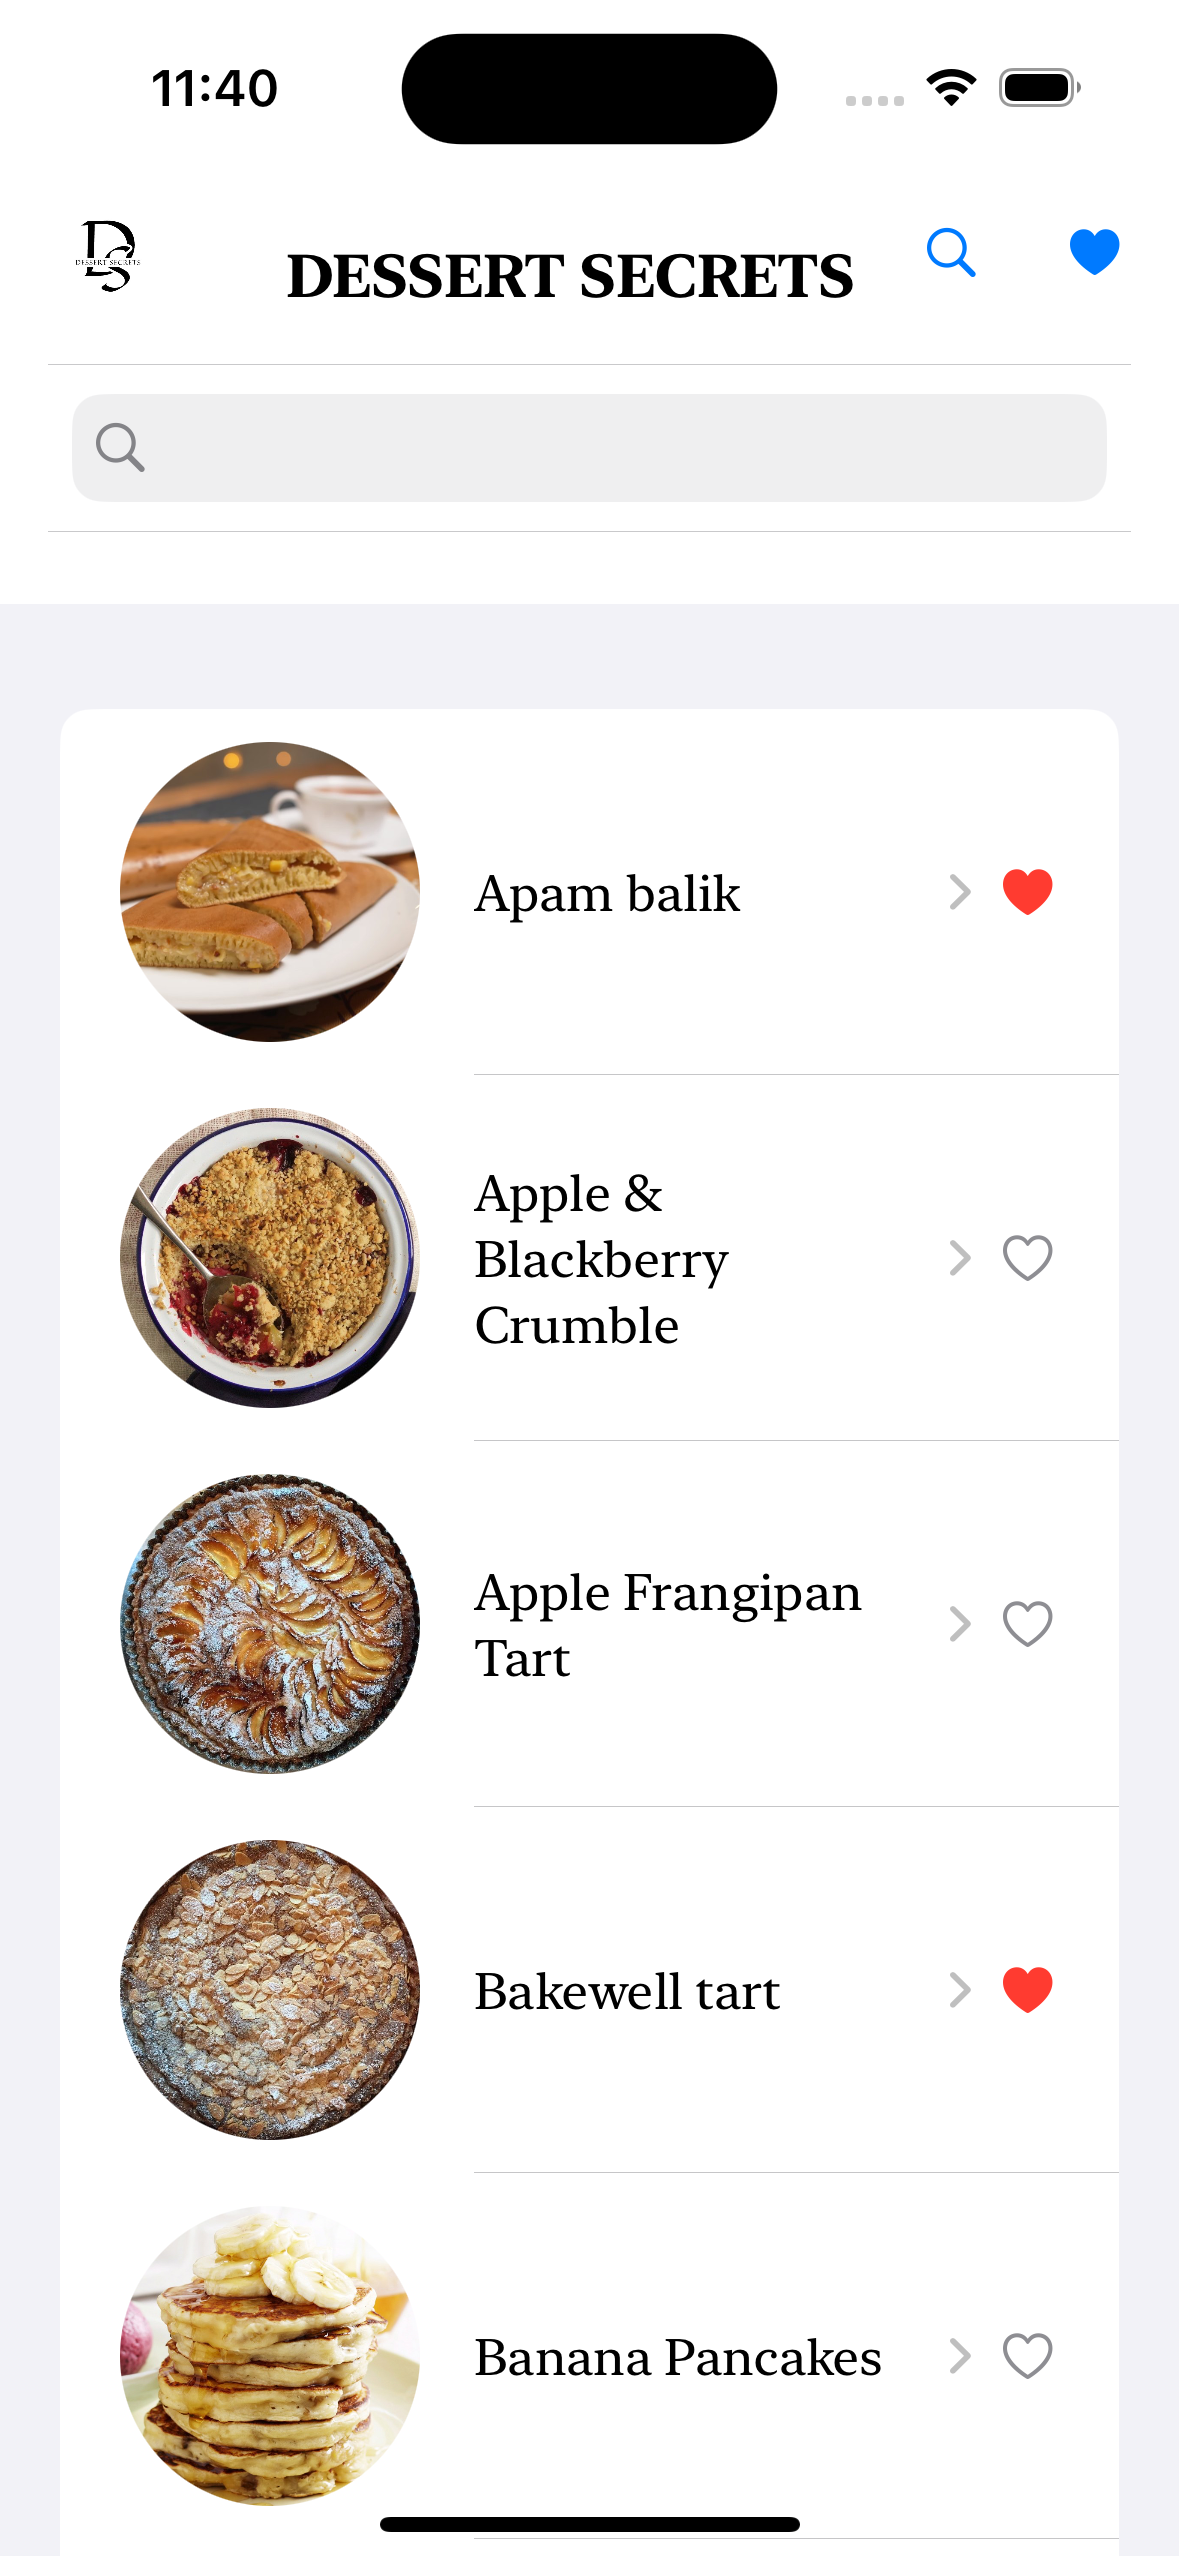 11:40
DS
DESSERT SECRETS
DESSERT SECRETS
Apam balik
Apple &
Blackberry
Crumble
Apple Frangipan
Tart
Bakewell tart
Banana Pancakes